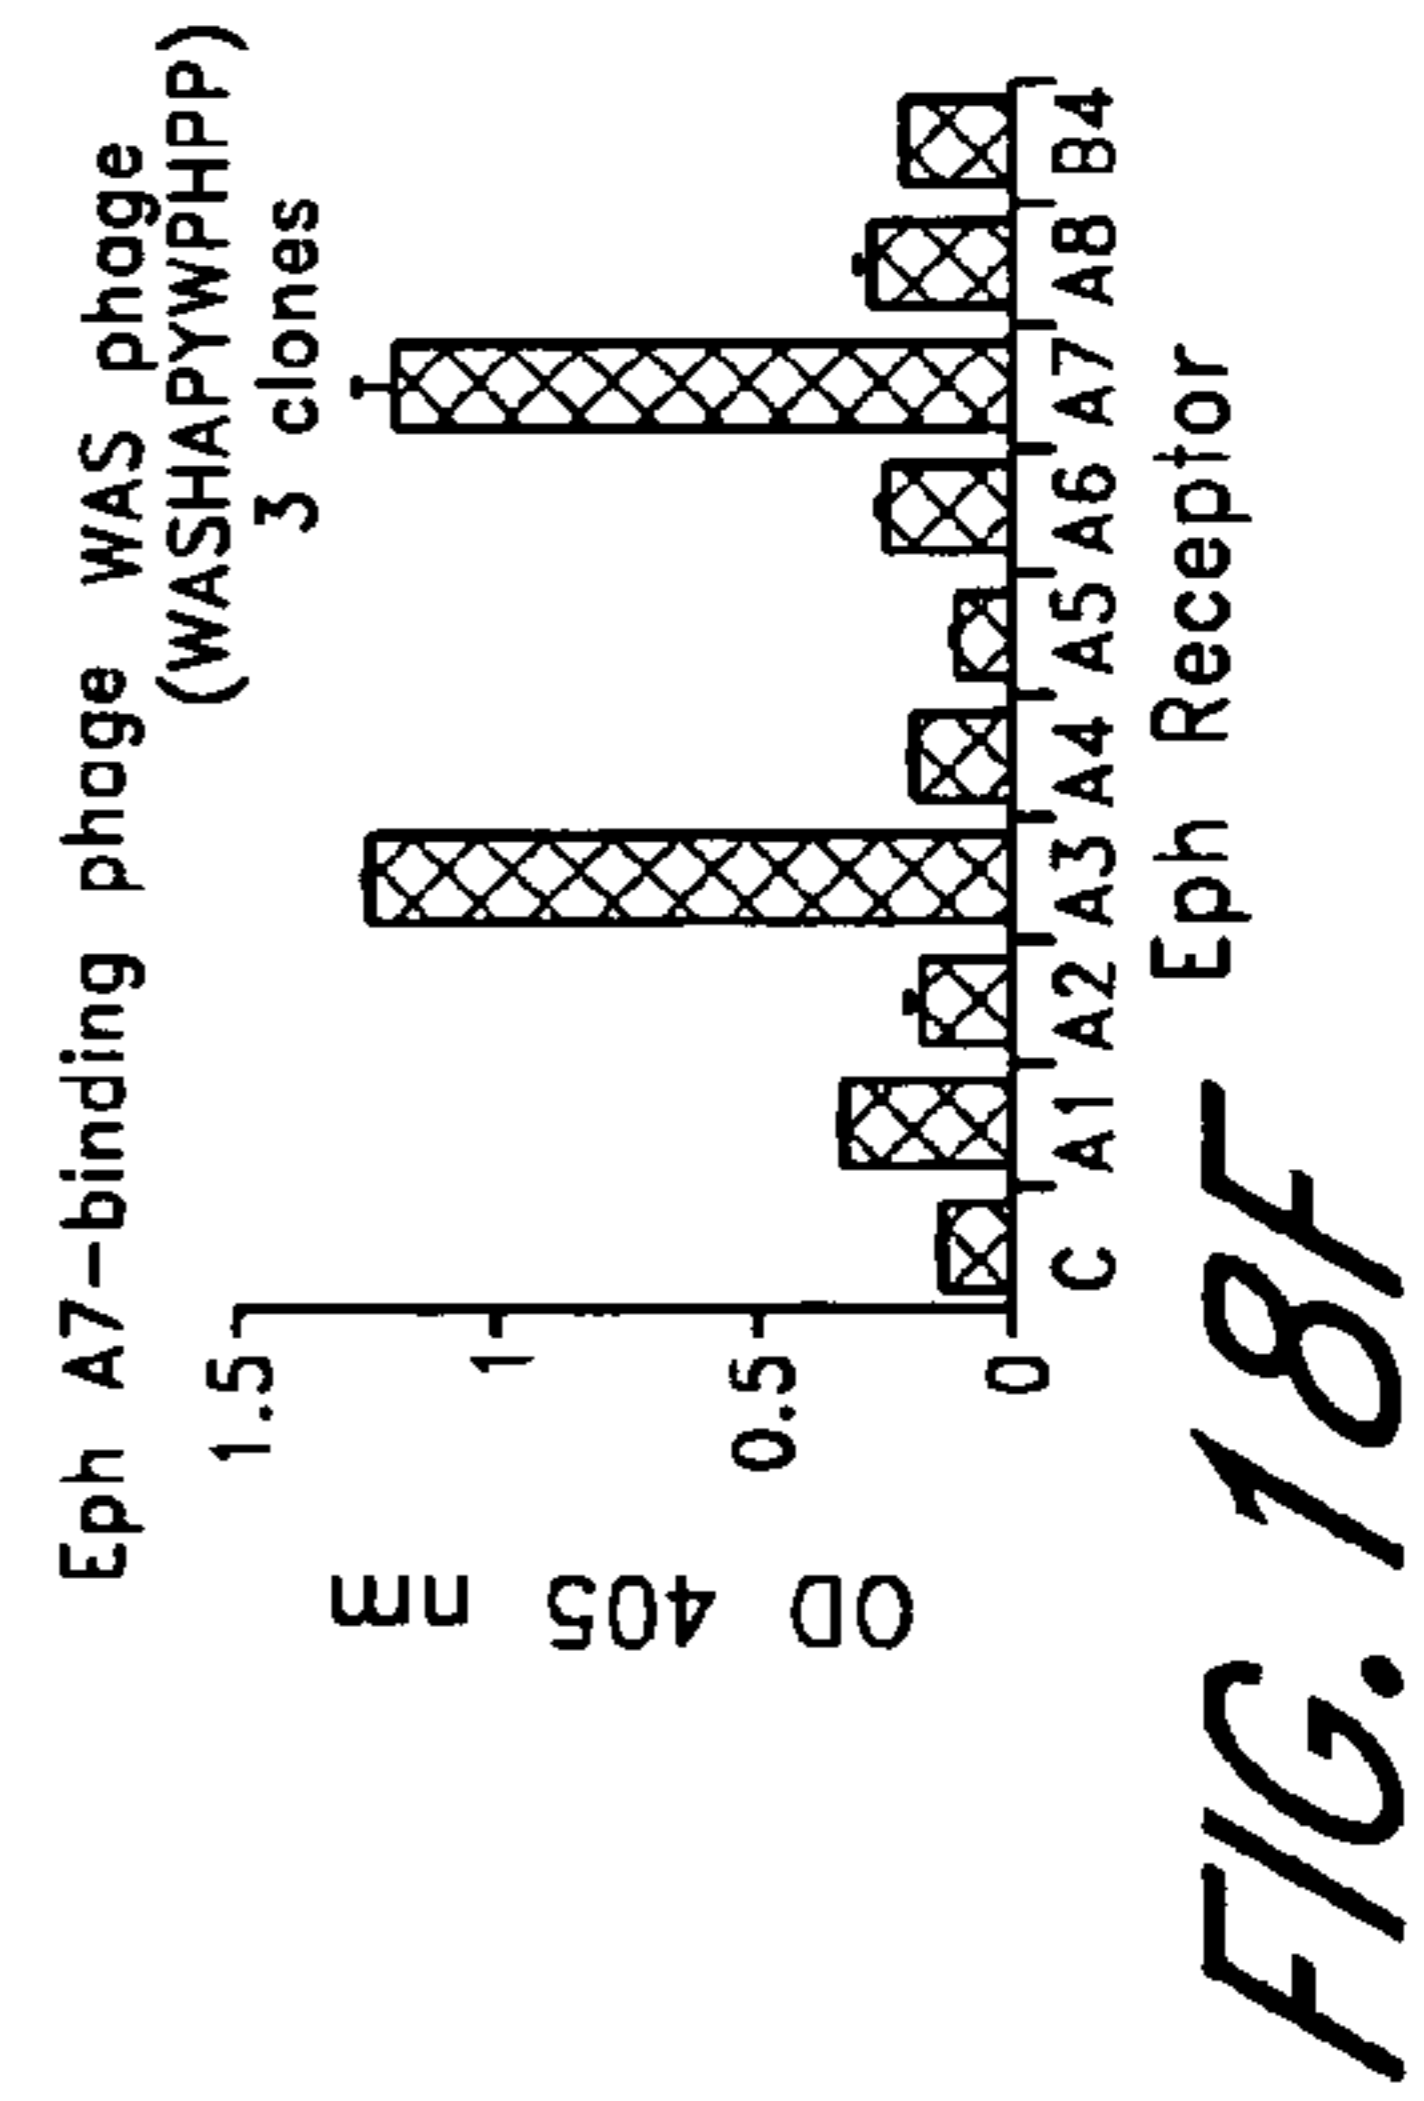 Eph A7-binding phage WAS phage
(WASHAPYWPHPP)
3 clones
OD 405 nm
1.5
1
0.5
0
C A1 A2 A3 A4 A5 A6 A7 A8 B4
Eph Receptor
FIG. 18F